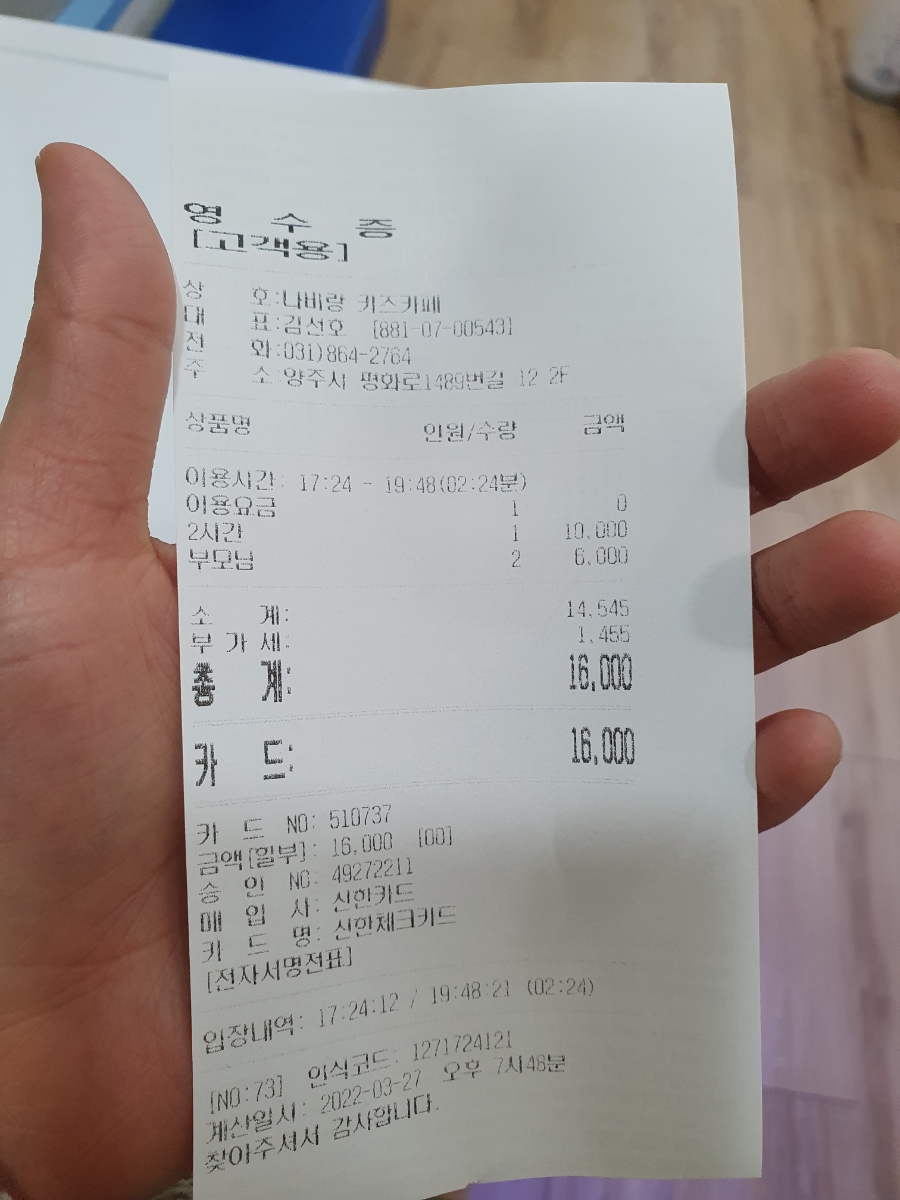 영 수 증
[고객용]
상 호:나비랑 키즈카페
대 표:김선호 [881-07-00543]
전 화:031)864-2764
주 소:양주시 평화로1489번길 12 2F
상품명 인원/수량 금액
이용시간: 17:24 - 19:48(02:24분)
이용요금 1 0
2시간 1 10,000
부모님 2 6,000
소 계: 14,545
부 가 세: 1,455
총 계: 16,000
카 드: 16,000
카 드 NO: 510737
금액[할부]: 16,000 [00]
승 인 NO: 49272211
매 입 사: 신한카드
카 드 명: 신한체크카드
[전자서명전표]
입장내역: 17:24:12 / 19:48:21 (02:24)
[NO:73] 인식코드: 1271724121
계산일시: 2022-03-27 오후 7시48분
찾아주셔서 감사합니다.